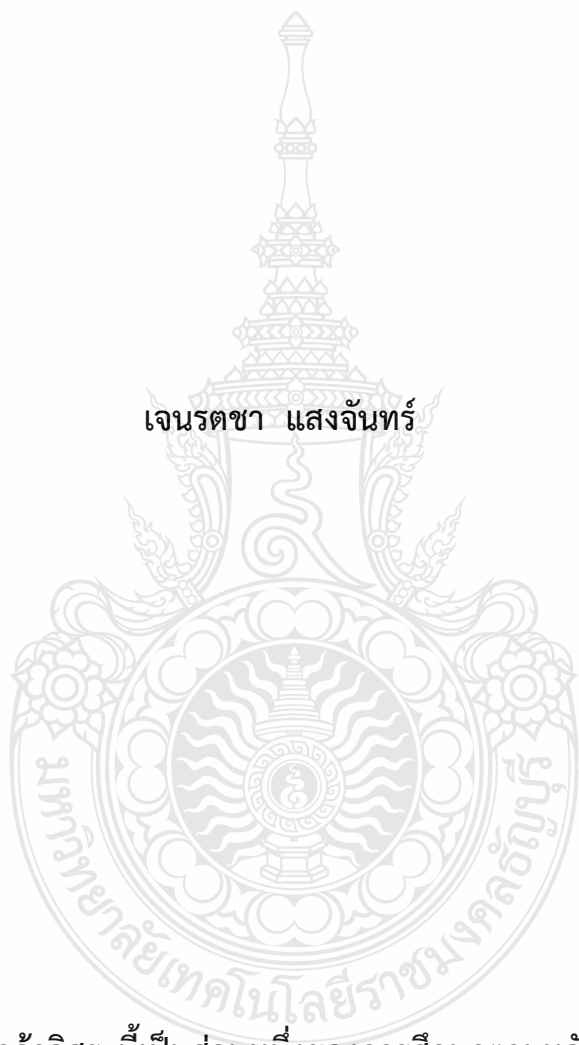 เจนรตชา แสงจันทร์
มหาวิทยาลัยเทคโนโลยีราชมงคลธัญบุรี